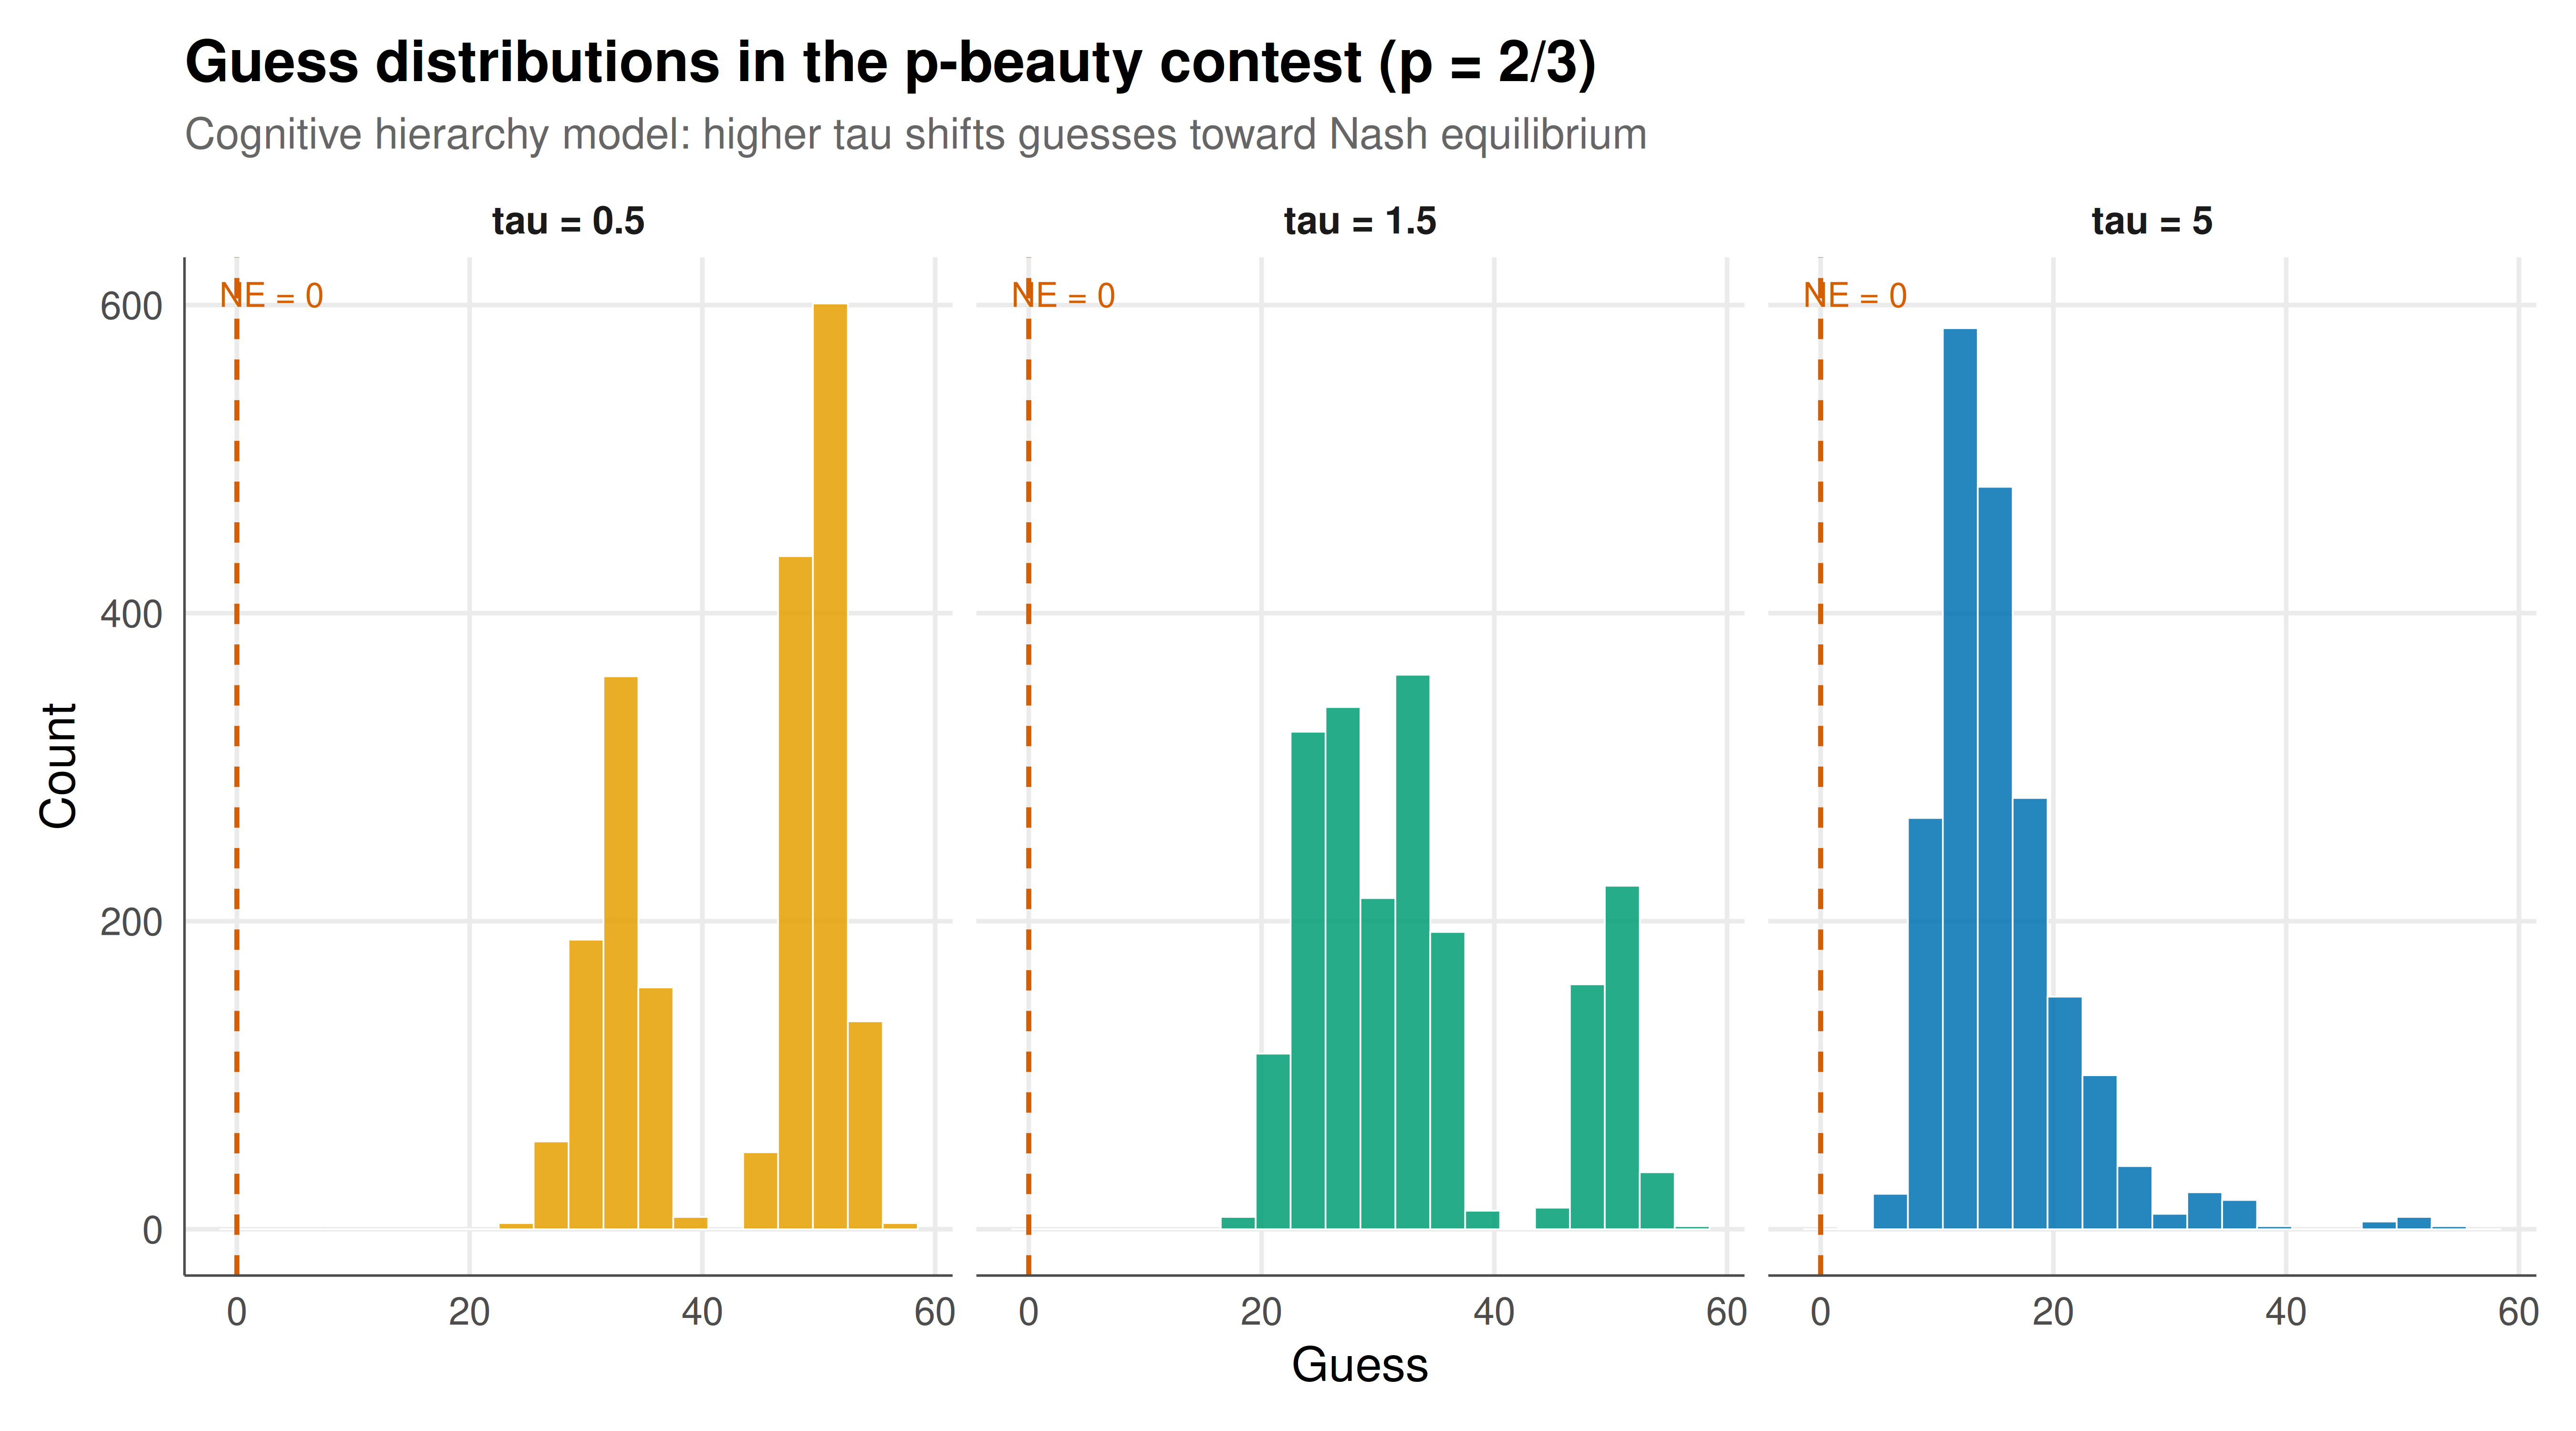 Guess distributions in the p-beauty contest (p = 2/3)
Cognitive hierarchy model: higher tau shifts guesses toward Nash equilibrium
tau = 0.5
tau = 1.5
tau = 5
NE = 0
NE = 0
NE = 0
600
400
200
0
Count
0
20
40
60
0
20
40
60
0
20
40
60
Guess